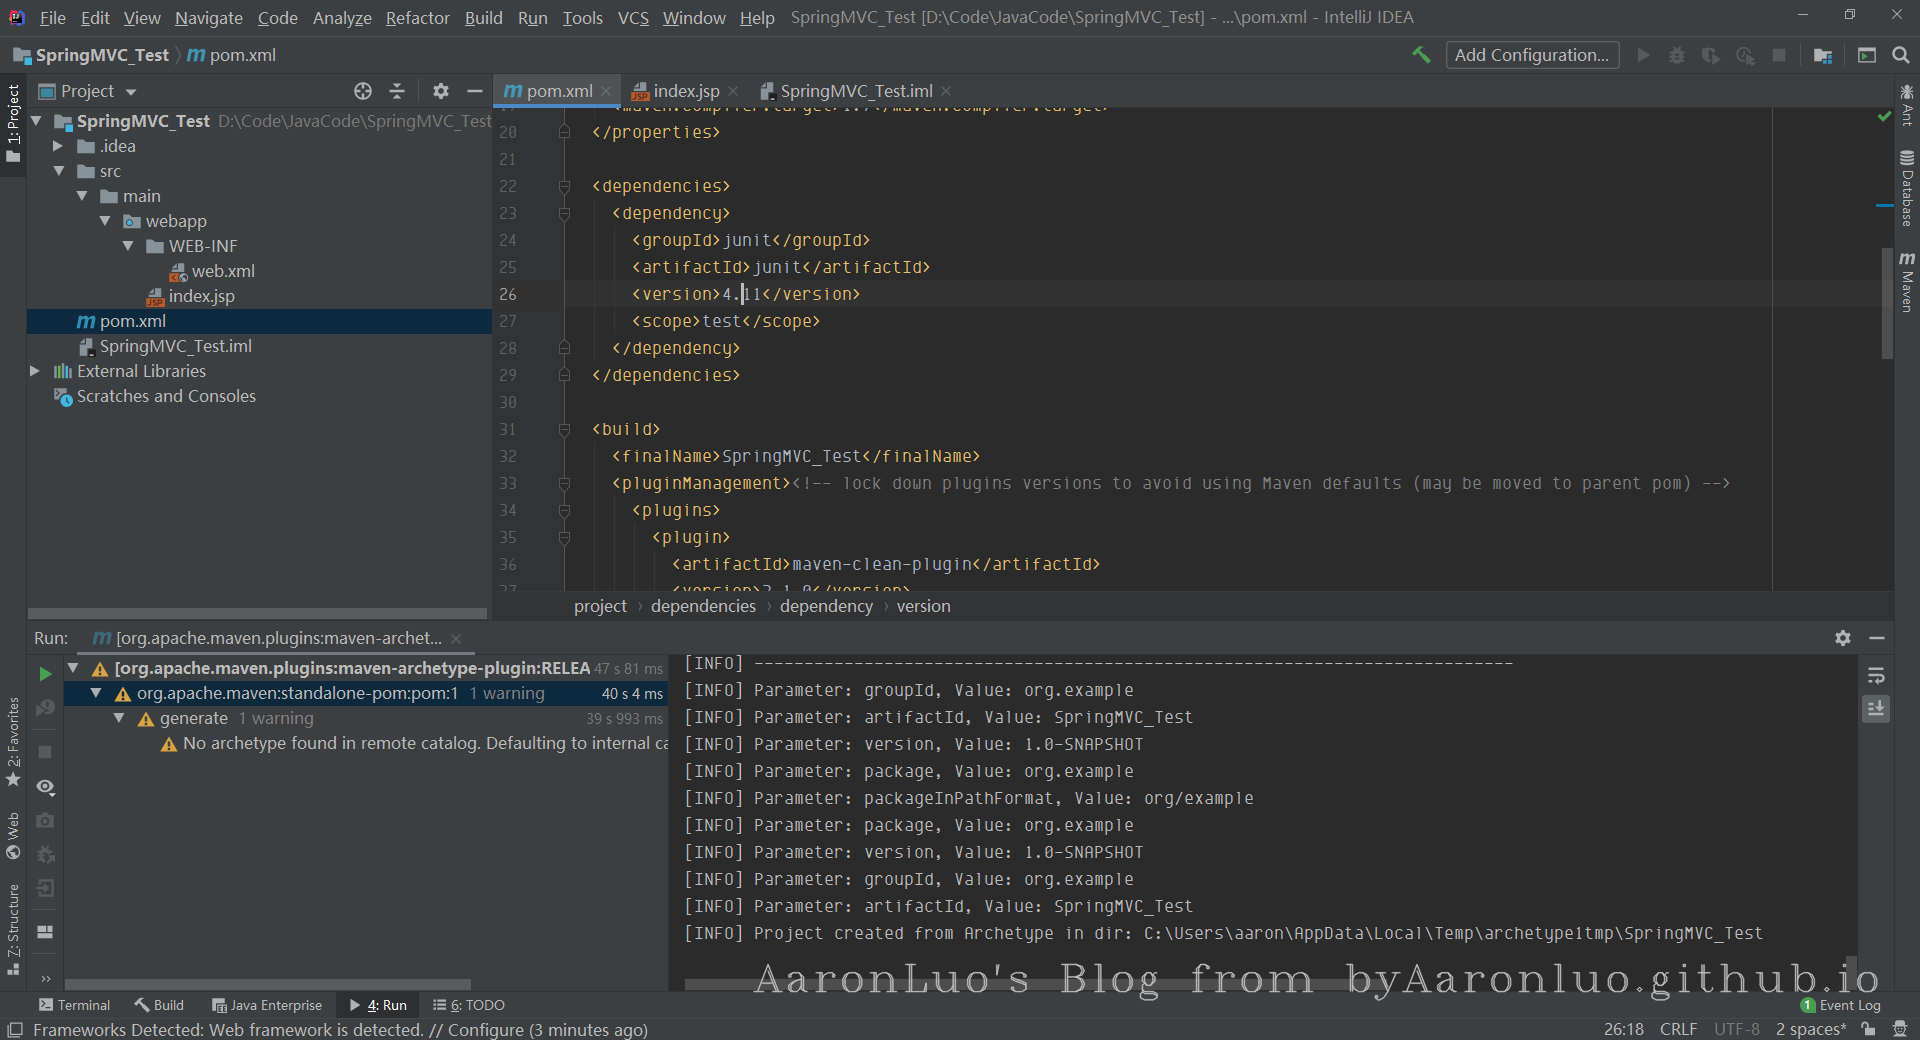 File Edit View Navigate Code Analyze Refactor Build Run Tools VCS Window Help SpringMVC_Test [D:\Code\JavaCode\SpringMVC_Test] - ...\pom.xml - IntelliJ IDEA
SpringMVC_Test pom.xml Add Configuration...
Project
pom.xml index.jsp SpringMVC_Test.iml
1: Project
SpringMVC_Test D:\Code\JavaCode\SpringMVC_Test
.idea
src
main
webapp
WEB-INF
web.xml
index.jsp
pom.xml
SpringMVC_Test.iml
External Libraries
Scratches and Consoles
19 <maven.compiler.target>1.7</maven.compiler.target>
20 </properties>
21
22 <dependencies>
23 <dependency>
24 <groupId>junit</groupId>
25 <artifactId>junit</artifactId>
26 <version>4.11</version>
27 <scope>test</scope>
28 </dependency>
29 </dependencies>
30
31 <build>
32 <finalName>SpringMVC_Test</finalName>
33 <pluginManagement><!-- lock down plugins versions to avoid using Maven defaults (may be moved to parent pom) -->
34 <plugins>
35 <plugin>
36 <artifactId>maven-clean-plugin</artifactId>
37 <version>3.1.0</version>
project › dependencies › dependency › version
Ant
Database
Maven
Run: [org.apache.maven.plugins:maven-archet...
[org.apache.maven.plugins:maven-archetype-plugin:RELEA 47 s 81 ms
org.apache.maven:standalone-pom:pom:1 1 warning 40 s 4 ms
generate 1 warning 39 s 993 ms
No archetype found in remote catalog. Defaulting to internal ca
[INFO] ----------------------------------------------------------------------------
[INFO] Parameter: groupId, Value: org.example
[INFO] Parameter: artifactId, Value: SpringMVC_Test
[INFO] Parameter: version, Value: 1.0-SNAPSHOT
[INFO] Parameter: package, Value: org.example
[INFO] Parameter: packageInPathFormat, Value: org/example
[INFO] Parameter: package, Value: org.example
[INFO] Parameter: version, Value: 1.0-SNAPSHOT
[INFO] Parameter: groupId, Value: org.example
[INFO] Parameter: artifactId, Value: SpringMVC_Test
[INFO] Project created from Archetype in dir: C:\Users\aaron\AppData\Local\Temp\archetype1tmp\SpringMVC_Test
2: Favorites
Web
Z: Structure
AaronLuo's Blog from byAaronluo.github.io
Terminal Build Java Enterprise 4: Run 6: TODO 1 Event Log
Frameworks Detected: Web framework is detected. // Configure (3 minutes ago) 26:18 CRLF UTF-8 2 spaces*